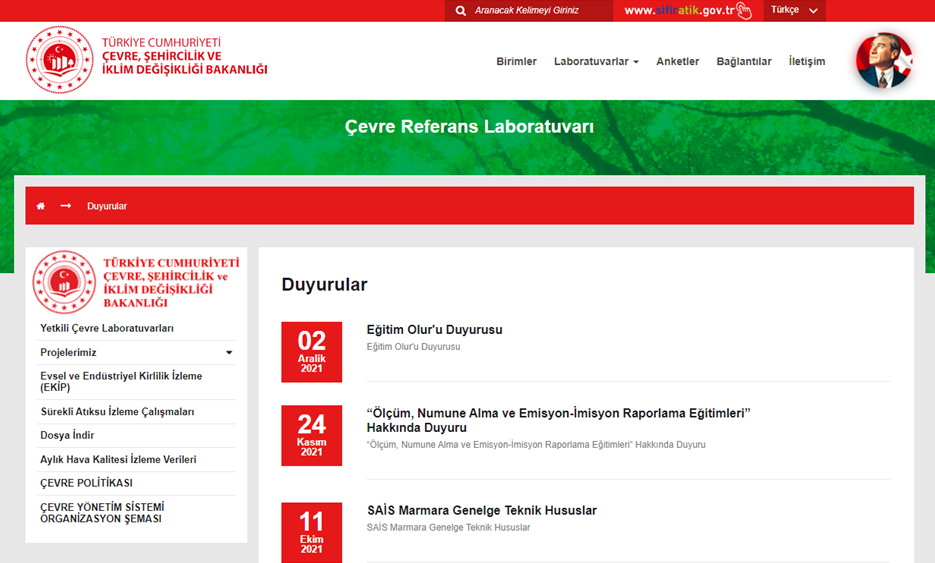 Aranacak Kelimeyi Giriniz
www.sifiratik.gov.tr
Türkçe
TÜRKİYE CUMHURİYETİ
ÇEVRE, ŞEHİRCİLİK VE
İKLİM DEĞİŞİKLİĞİ BAKANLIĞI
Birimler Laboratuvarlar Anketler Bağlantılar İletişim
Çevre Referans Laboratuvarı
Duyurular
TÜRKİYE CUMHURİYETİ
ÇEVRE, ŞEHİRCİLİK ve
İKLİM DEĞİŞİKLİĞİ
BAKANLIĞI
Yetkili Çevre Laboratuvarları
Projelerimiz
Evsel ve Endüstriyel Kirlilik İzleme
(EKİP)
Sürekli Atıksu İzleme Çalışmaları
Dosya İndir
Aylık Hava Kalitesi İzleme Verileri
ÇEVRE POLİTİKASI
ÇEVRE YÖNETİM SİSTEMİ
ORGANİZASYON ŞEMASI
Duyurular
02
Aralik
2021
Eğitim Olur'u Duyurusu
Eğitim Olur'u Duyurusu
24
Kasım
2021
“Ölçüm, Numune Alma ve Emisyon-İmisyon Raporlama Eğitimleri”
Hakkında Duyuru
“Ölçüm, Numune Alma ve Emisyon-İmisyon Raporlama Eğitimleri” Hakkında Duyuru
11
Ekim
2021
SAİS Marmara Genelge Teknik Hususlar
SAİS Marmara Genelge Teknik Hususlar